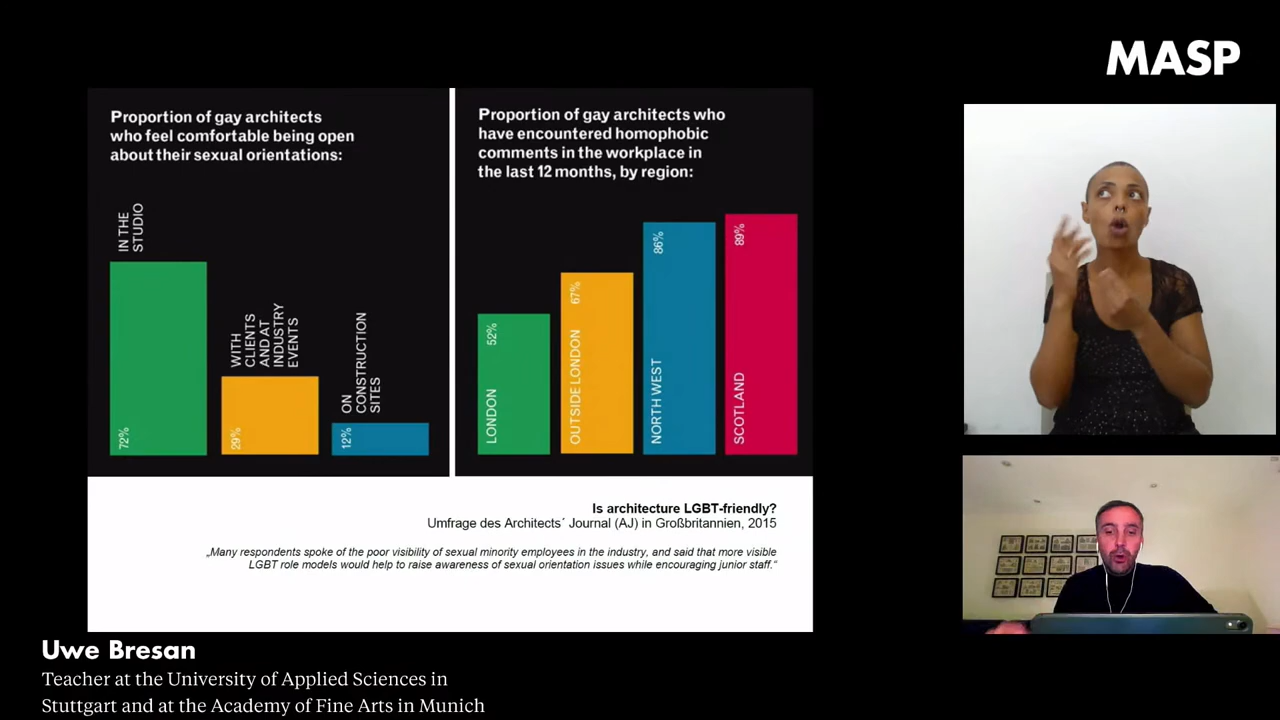 MASP
Proportion of gay architects
who feel comfortable being open
about their sexual orientations:
IN THE
STUDIO
72%
WITH
CLIENTS
AND AT
INDUSTRY
EVENTS
29%
ON
CONSTRUCTION
SITES
12%
Proportion of gay architects who
have encountered homophobic
comments in the workplace in
the last 12 months, by region:
LONDON
52%
OUTSIDE LONDON
67%
NORTH WEST
86%
SCOTLAND
89%
Is architecture LGBT-friendly?
Umfrage des Architects´ Journal (AJ) in Großbritannien, 2015
„Many respondents spoke of the poor visibility of sexual minority employees in the industry, and said that more visible
LGBT role models would help to raise awareness of sexual orientation issues while encouraging junior staff.“
Uwe Bresan
Teacher at the University of Applied Sciences in
Stuttgart and at the Academy of Fine Arts in Munich